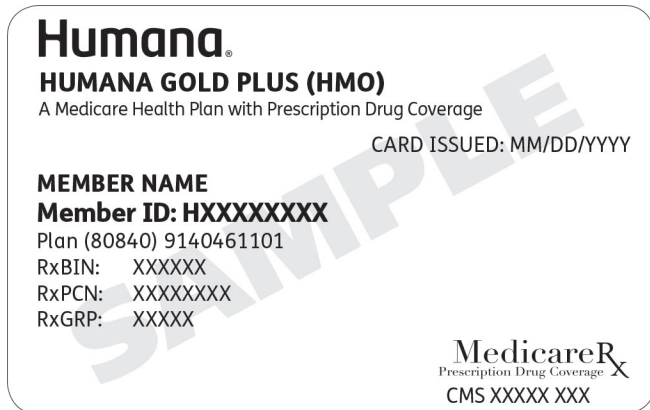 Humana®
HUMANA GOLD PLUS (HMO)
A Medicare Health Plan with Prescription Drug Coverage
CARD ISSUED: MM/DD/YYYY
MEMBER NAME
Member ID: HXXXXXXXX
Plan (80840) 9140461101
RxBIN: XXXXXX
RxPCN: XXXXXXXX
RxGRP: XXXXX
SAMPLE
MedicareRx
Prescription Drug Coverage
CMS XXXXX XXX